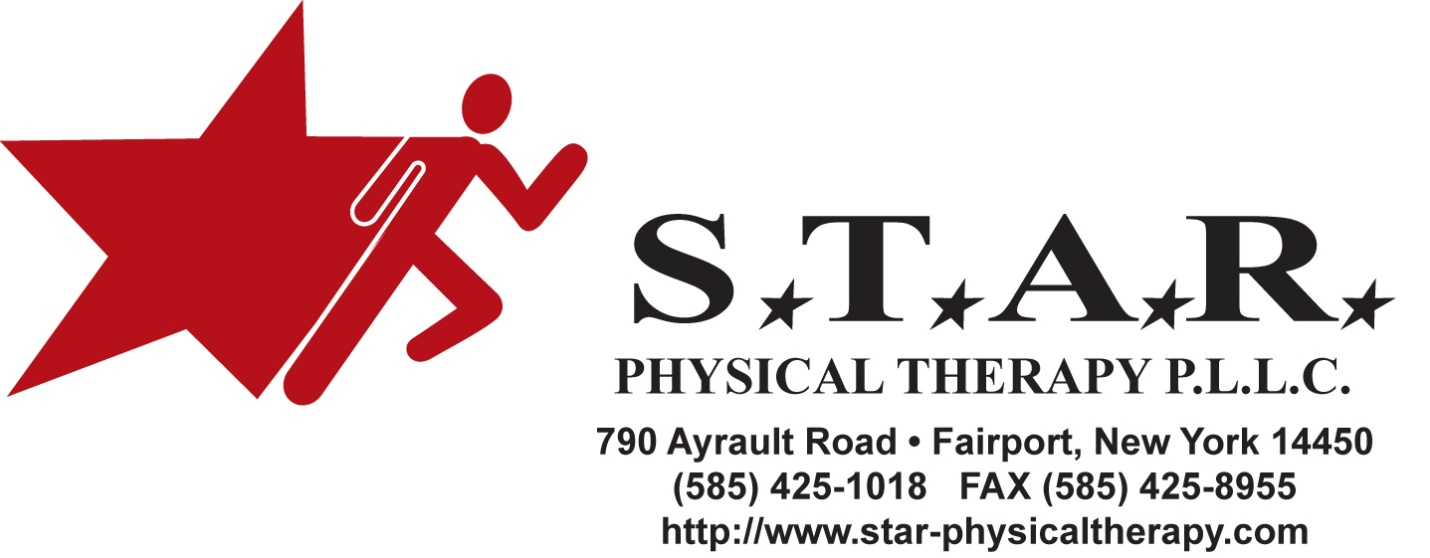 S.T.A.R.
PHYSICAL THERAPY P.L.L.C.
790 Ayrault Road • Fairport, New York 14450
(585) 425-1018 FAX (585) 425-8955
http://www.star-physicaltherapy.com